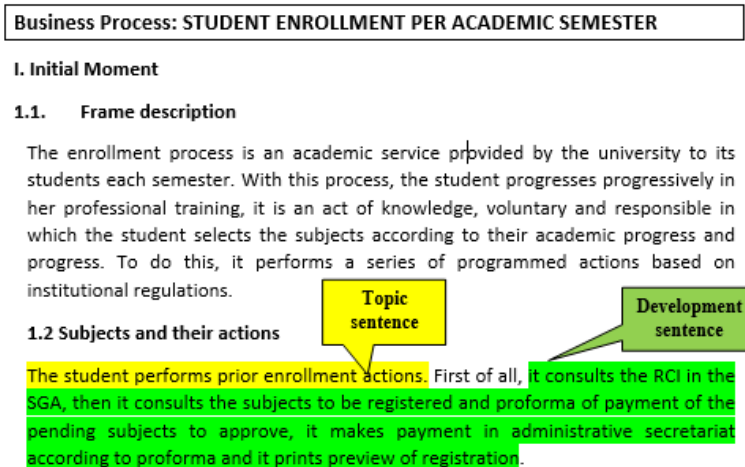 Business Process: STUDENT ENROLLMENT PER ACADEMIC SEMESTER
I. Initial Moment
1.1. Frame description
The enrollment process is an academic service provided by the university to its
students each semester. With this process, the student progresses progressively in
her professional training, it is an act of knowledge, voluntary and responsible in
which the student selects the subjects according to their academic progress and
progress. To do this, it performs a series of programmed actions based on
institutional regulations.
Topic
sentence
Development
sentence
1.2 Subjects and their actions
The student performs prior enrollment actions. First of all, it consults the RCI in the
SGA, then it consults the subjects to be registered and proforma of payment of the
pending subjects to approve, it makes payment in administrative secretariat
according to proforma and it prints preview of registration.